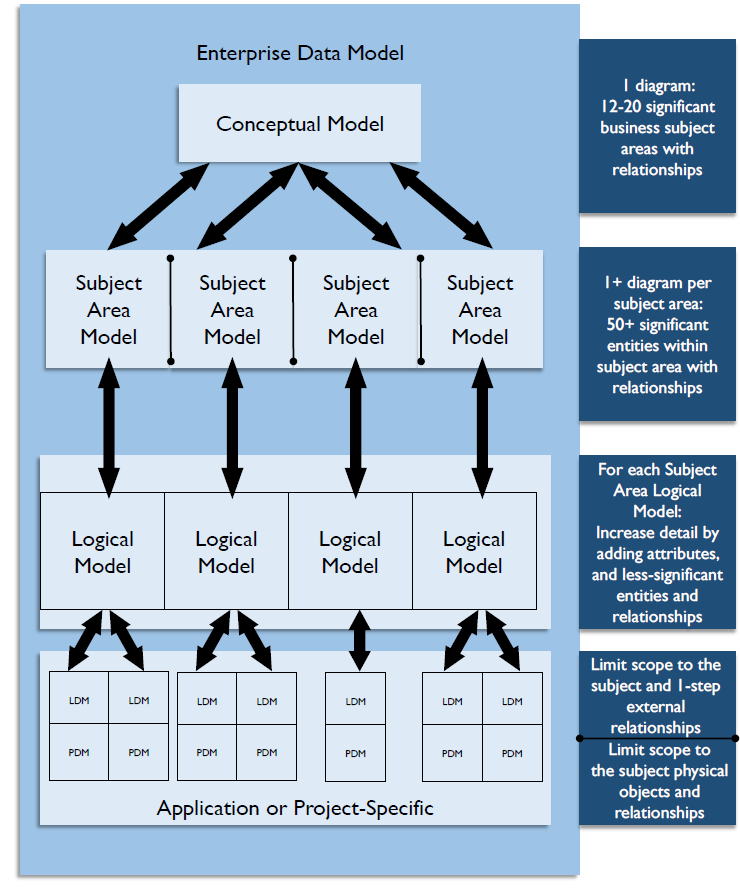 Enterprise Data Model
Conceptual Model
1 diagram:
12-20 significant
business subject
areas with
relationships
Subject
Area
Model
Subject
Area
Model
Subject
Area
Model
Subject
Area
Model
1+ diagram per
subject area:
50+ significant
entities within
subject area with
relationships
Logical
Model
Logical
Model
Logical
Model
Logical
Model
For each Subject
Area Logical
Model:
Increase detail by
adding attributes,
and less-significant
entities and
relationships
LDM LDM LDM LDM LDM LDM LDM
PDM PDM PDM PDM PDM PDM PDM
Application or Project-Specific
Limit scope to the
subject and 1-step
external
relationships
Limit scope to
the subject physical
objects and
relationships